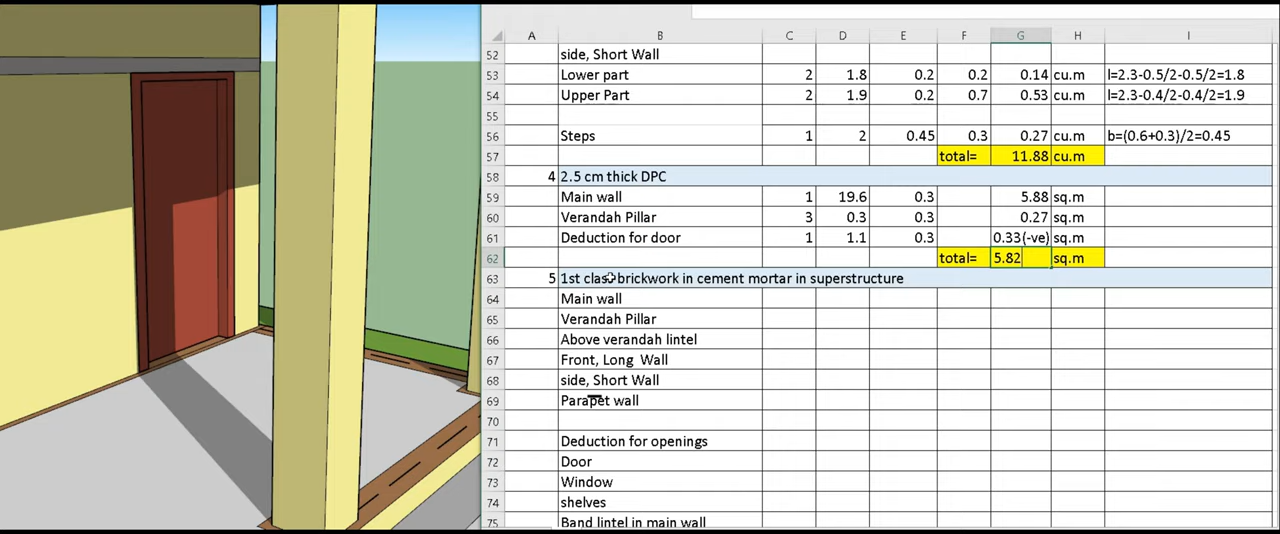 A B C D E F G H I
52 side, Short Wall
53 Lower part 2 1.8 0.2 0.2 0.14 cu.m l=2.3-0.5/2-0.5/2=1.8
54 Upper Part 2 1.9 0.2 0.7 0.53 cu.m l=2.3-0.4/2-0.4/2=1.9
55
56 Steps 1 2 0.45 0.3 0.27 cu.m b=(0.6+0.3)/2=0.45
57 total= 11.88 cu.m
58 4 2.5 cm thick DPC
59 Main wall 1 19.6 0.3 5.88 sq.m
60 Verandah Pillar 3 0.3 0.3 0.27 sq.m
61 Deduction for door 1 1.1 0.3 0.33(-ve) sq.m
62 total= 5.82 sq.m
63 5 1st class brickwork in cement mortar in superstructure
64 Main wall
65 Verandah Pillar
66 Above verandah lintel
67 Front, Long Wall
68 side, Short Wall
69 Parapet wall
70
71 Deduction for openings
72 Door
73 Window
74 shelves
75 Band lintel in main wall